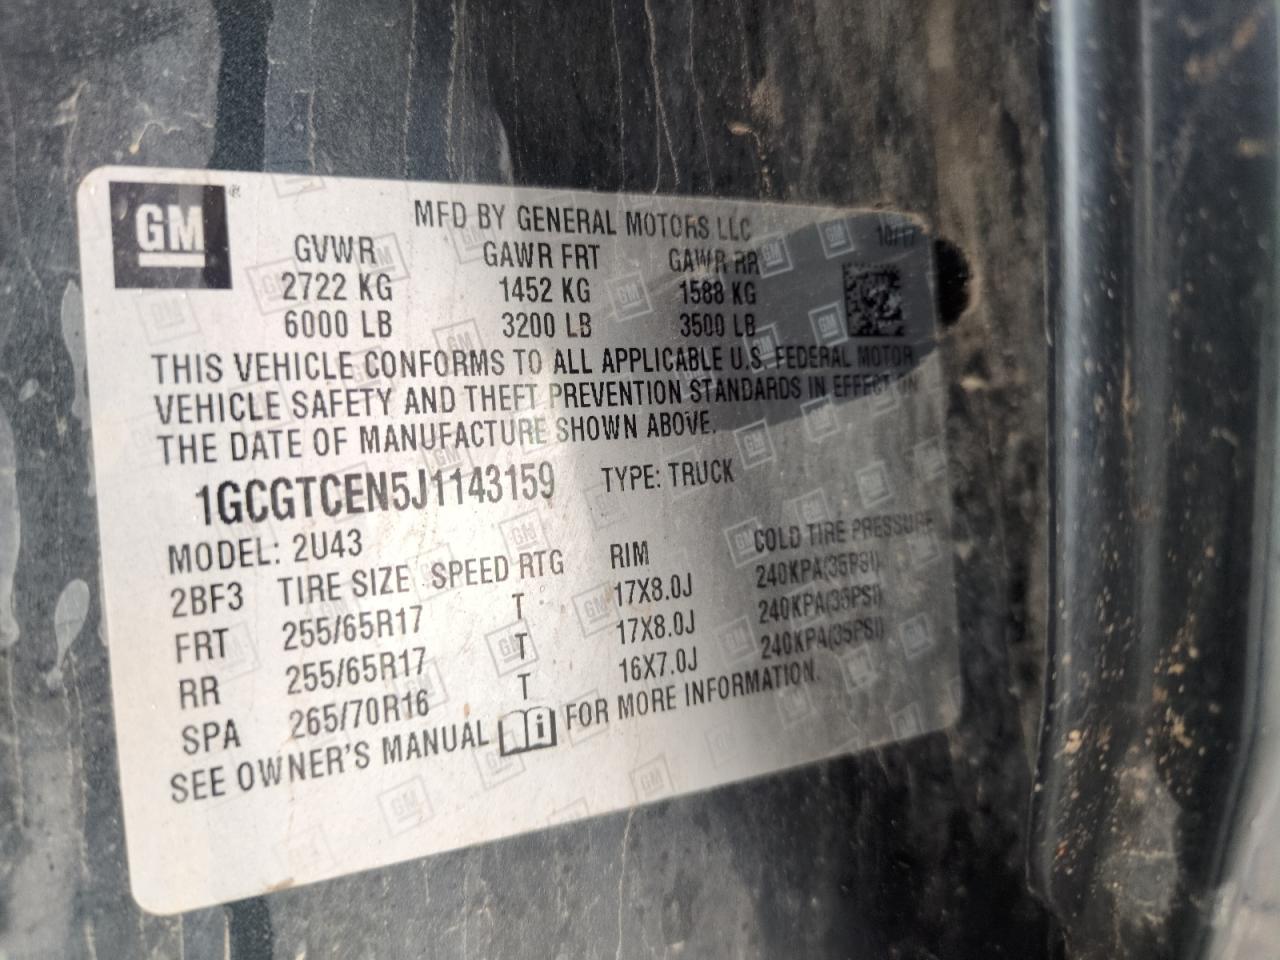 GM®
MFD BY GENERAL MOTORS LLC
10/17
GVWR GAWR FRT GAWR RR
2722 KG 1452 KG 1588 KG
6000 LB 3200 LB 3500 LB
THIS VEHICLE CONFORMS TO ALL APPLICABLE U.S. FEDERAL MOTOR
VEHICLE SAFETY AND THEFT PREVENTION STANDARDS IN EFFECT ON
THE DATE OF MANUFACTURE SHOWN ABOVE.
1GCGTCEN5J1143159 TYPE: TRUCK
MODEL: 2U43
2BF3 TIRE SIZE SPEED RTG RIM COLD TIRE PRESSURE
FRT 255/65R17 T 17X8.0J 240KPA(35PSI)
RR 255/65R17 T 17X8.0J 240KPA(35PSI)
SPA 265/70R16 T 16X7.0J 240KPA(35PSI)
SEE OWNER'S MANUAL FOR MORE INFORMATION.